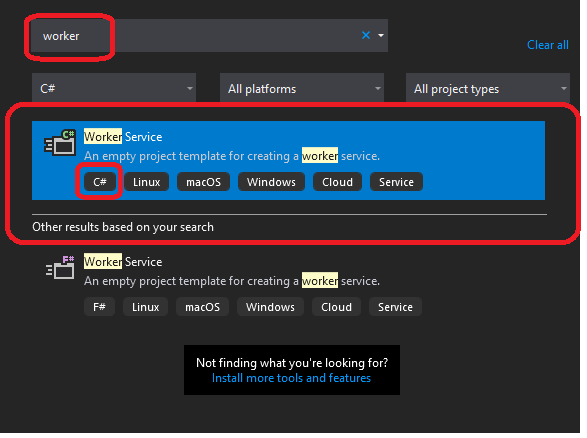 worker
Clear all
C#
All platforms
All project types
C#
Worker Service
An empty project template for creating a worker service.
C# Linux macOS Windows Cloud Service
Other results based on your search
F#
Worker Service
An empty project template for creating a worker service.
F# Linux macOS Windows Cloud Service
Not finding what you're looking for?
Install more tools and features